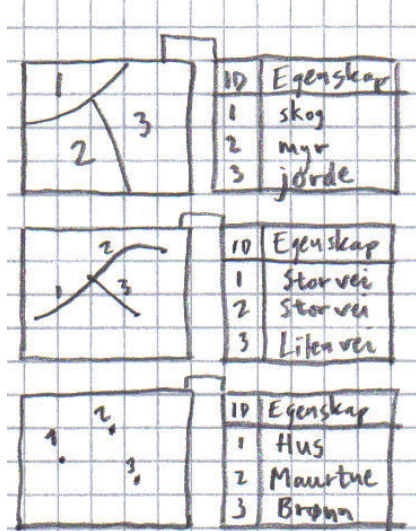 1
2
3
ID Egenskap
1 skog
2 myr
3 jorde
1
2
3
ID Egenskap
1 Stor vei
2 Stor vei
3 Liten vei
1
2
3
ID Egenskap
1 Hus
2 Maurtue
3 Brønn